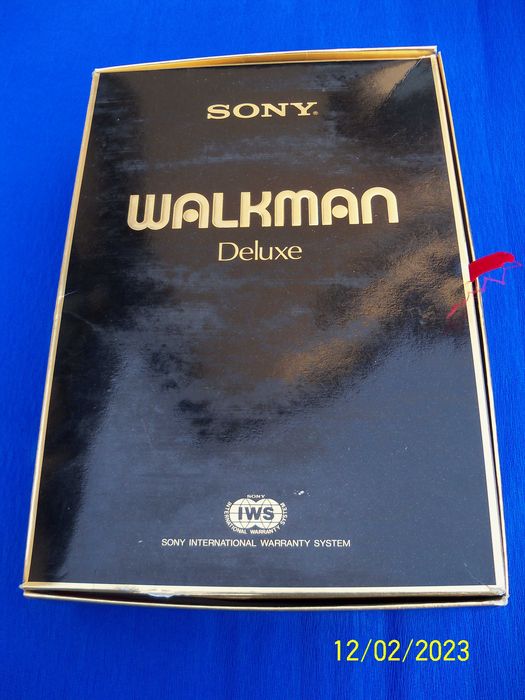 SONY®
WALKMAN
Deluxe
SONY
IWS
INTERNATIONAL WARRANTY SYSTEM
SONY INTERNATIONAL WARRANTY SYSTEM
12/02/2023